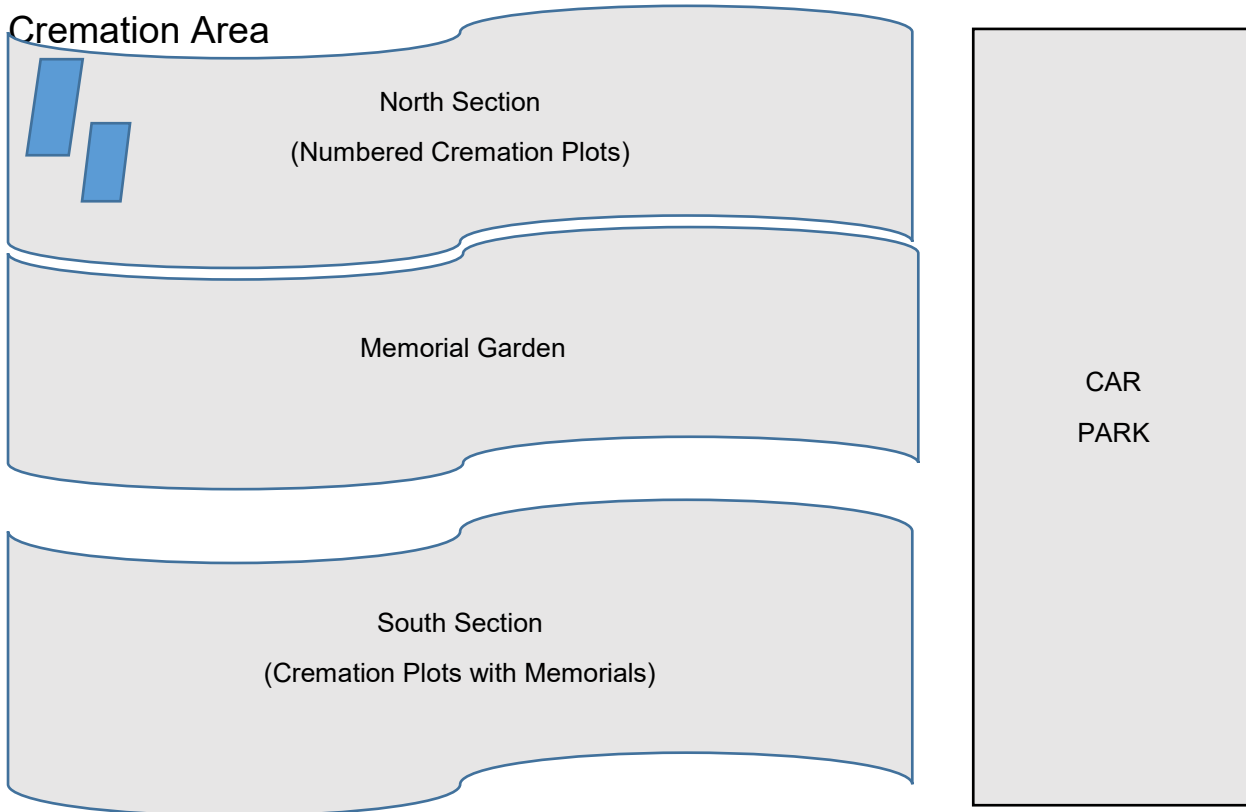 Cremation Area
North Section
(Numbered Cremation Plots)
Memorial Garden
CAR
PARK
South Section
(Cremation Plots with Memorials)